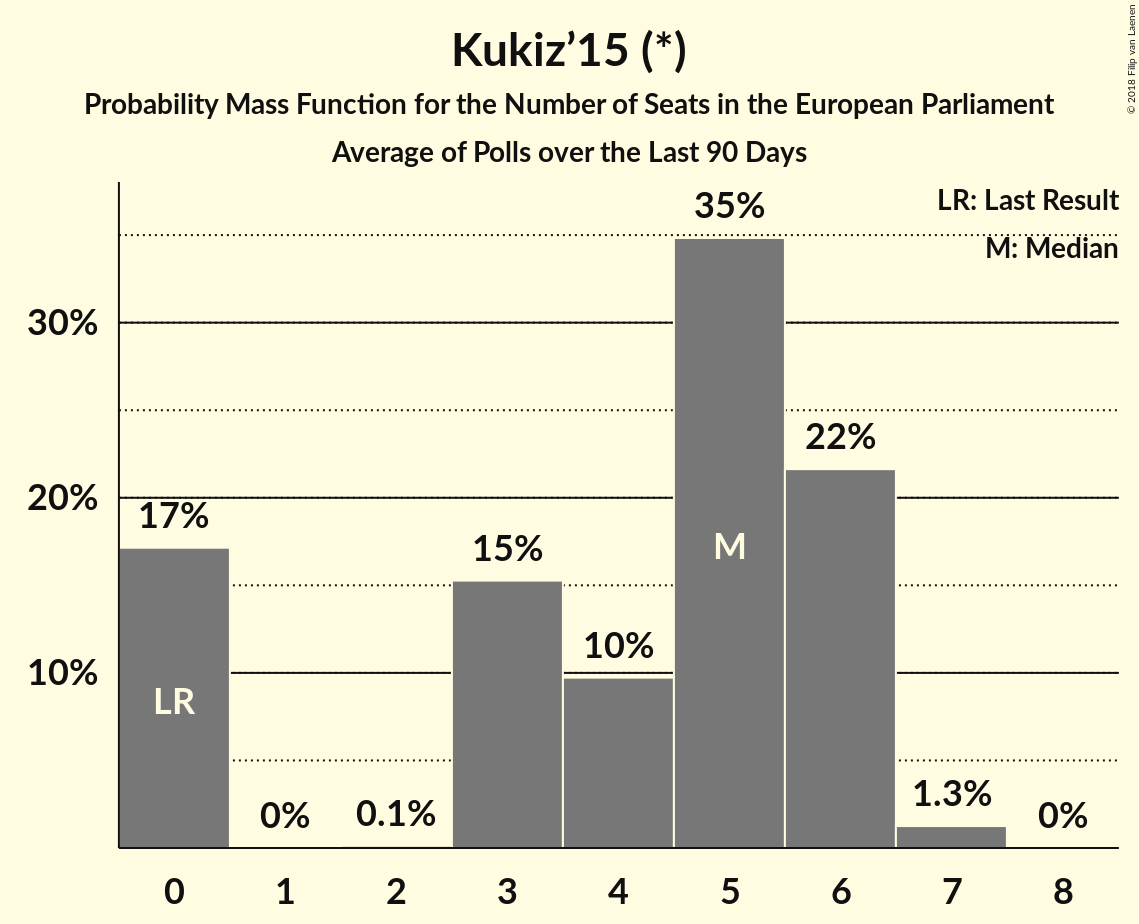 Kukiz’15 (*)
Probability Mass Function for the Number of Seats in the European Parliament
Average of Polls over the Last 90 Days
© 2018 Filip van Laenen
LR: Last Result
M: Median
30%
20%
10%
17%
0%
0.1%
15%
10%
35%
22%
1.3%
0%
LR
M
0 1 2 3 4 5 6 7 8